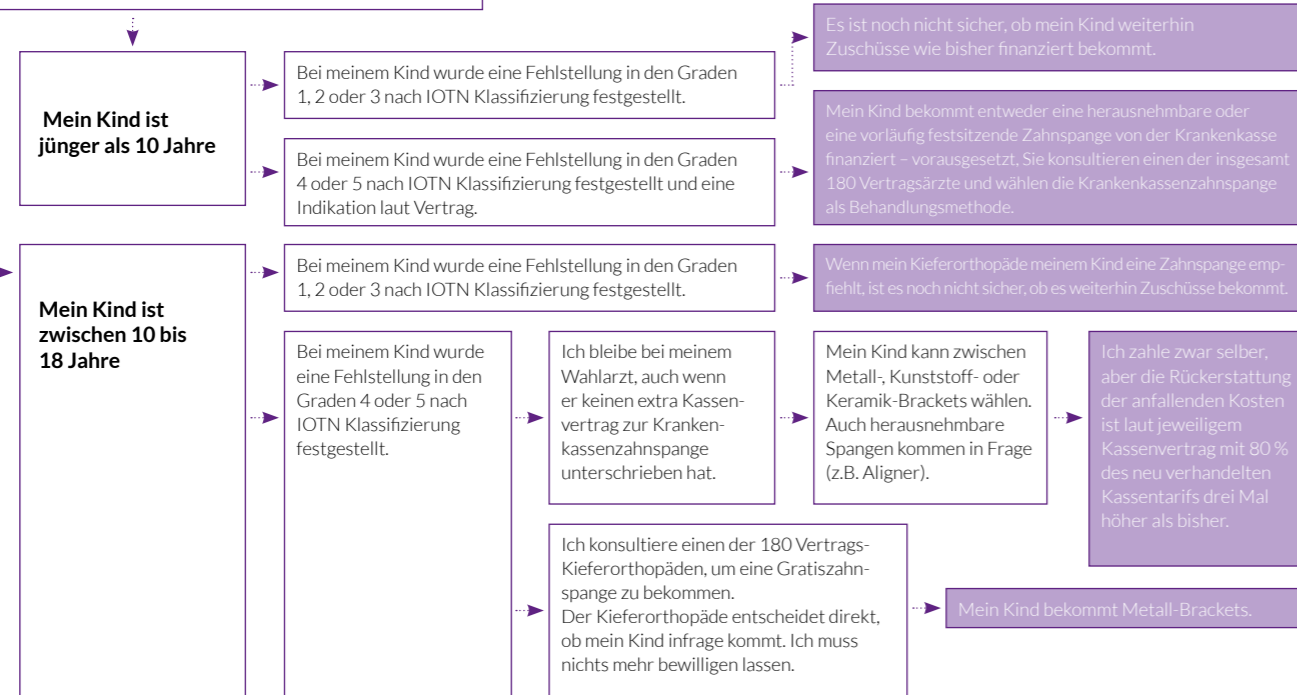 Es ist noch nicht sicher, ob mein Kind weiterhin
Zuschüsse wie bisher finanziert bekommt.
Mein Kind ist
jünger als 10 Jahre
Bei meinem Kind wurde eine Fehlstellung in den Graden
1, 2 oder 3 nach IOTN Klassifizierung festgestellt.
Bei meinem Kind wurde eine Fehlstellung in den Graden
4 oder 5 nach IOTN Klassifizierung festgestellt und eine
Indikation laut Vertrag.
Mein Kind bekommt entweder eine herausnehmbare oder
eine vorläufig festsitzende Zahnspange von der Krankenkasse
finanziert – vorausgesetzt, Sie konsultieren einen der insgesamt
180 Vertragsärzte und wählen die Krankenkassenzahnspange
als Behandlungsmethode.
Mein Kind ist
zwischen 10 bis
18 Jahre
Bei meinem Kind wurde eine Fehlstellung in den Graden
1, 2 oder 3 nach IOTN Klassifizierung festgestellt.
Wenn mein Kieferorthopäde meinem Kind eine Zahnspange emp-
fiehlt, ist es noch nicht sicher, ob es weiterhin Zuschüsse bekommt.
Bei meinem Kind wurde
eine Fehlstellung in den
Graden 4 oder 5 nach
IOTN Klassifizierung
festgestellt.
Ich bleibe bei meinem
Wahlarzt, auch wenn
er keinen extra Kassen-
vertrag zur Kranken-
kassenzahnspange
unterschrieben hat.
Mein Kind kann zwischen
Metall-, Kunststoff- oder
Keramik-Brackets wählen.
Auch herausnehmbare
Spangen kommen in Frage
(z.B. Aligner).
Ich zahle zwar selber,
aber die Rückerstattung
der anfallenden Kosten
ist laut jeweiligem
Kassenvertrag mit 80 %
des neu verhandelten
Kassentarifs drei Mal
höher als bisher.
Ich konsultiere einen der 180 Vertrags-
Kieferorthopäden, um eine Gratiszahn-
spange zu bekommen.
Der Kieferorthopäde entscheidet direkt,
ob mein Kind infrage kommt. Ich muss
nichts mehr bewilligen lassen.
Mein Kind bekommt Metall-Brackets.